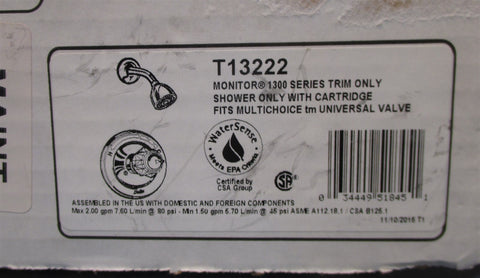 T13222
MONITOR® 1300 SERIES TRIM ONLY
SHOWER ONLY WITH CARTRIDGE
FITS MULTICHOICE tm UNIVERSAL VALVE
WaterSense
Meets EPA Criteria
Certified by
CSA Group
SA
0 34449 51845 1
ASSEMBLED IN THE US WITH DOMESTIC AND FOREIGN COMPONENTS
Max 2.00 gpm 7.60 L/min @ 80 psi - Min 1.50 gpm 5.70 L/min @ 45 psi ASME A112.18.1 / CSA B125.1
11/10/2015 T1